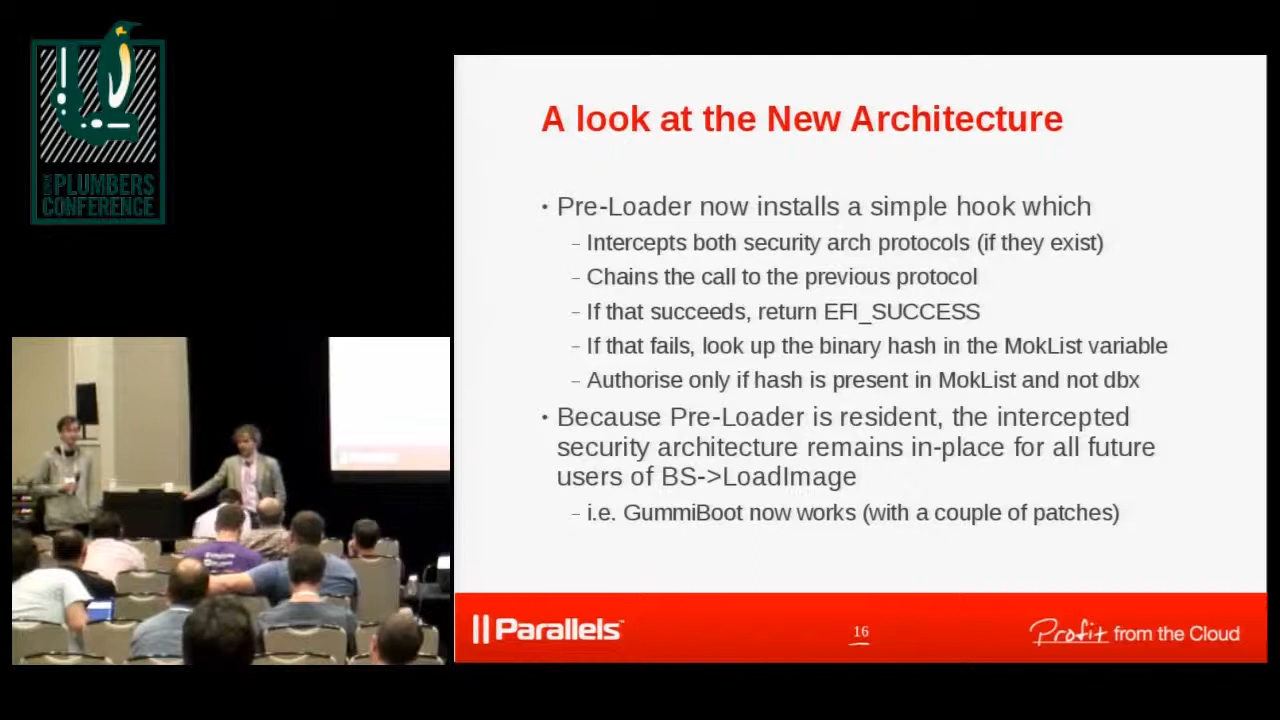 LINUX
PLUMBERS
CONFERENCE
A look at the New Architecture
• Pre-Loader now installs a simple hook which
– Intercepts both security arch protocols (if they exist)
– Chains the call to the previous protocol
– If that succeeds, return EFI_SUCCESS
– If that fails, look up the binary hash in the MokList variable
– Authorise only if hash is present in MokList and not dbx
• Because Pre-Loader is resident, the intercepted
security architecture remains in-place for all future
users of BS->LoadImage
– i.e. GummiBoot now works (with a couple of patches)
Parallels™
16
Profit from the Cloud